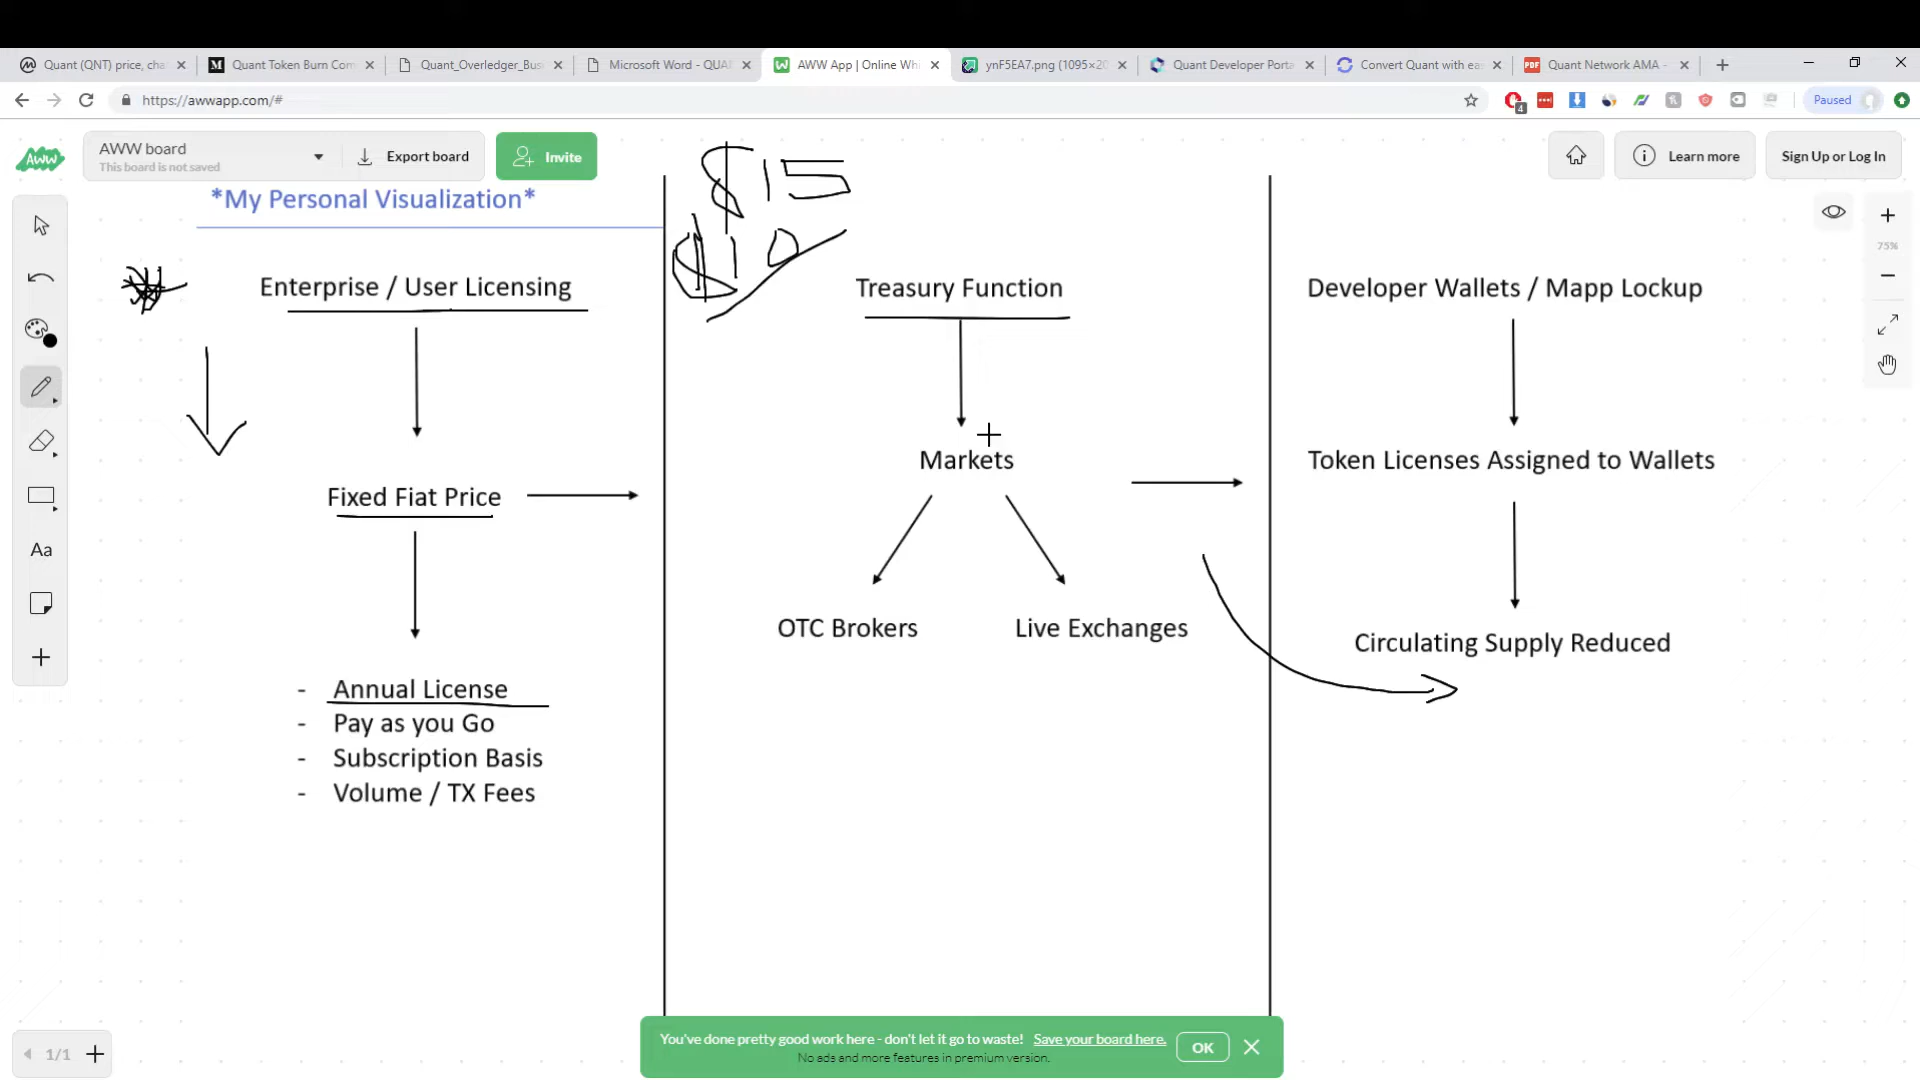 Quant (QNT) price, cha
Quant Token Burn Con
Quant_Overledger_Bus
Microsoft Word - QUA
AWW App | Online Whi
ynF5EA7.png (1095×20
Quant Developer Porta
Convert Quant with eas
Quant Network AMA -
https://awwapp.com/#
4
Paused
AWW
AWW board
This board is not saved
Export board
Invite
Learn more
Sign Up or Log In
$15
$10
*My Personal Visualization*
75%
Enterprise / User Licensing
Treasury Function
Developer Wallets / Mapp Lockup
Fixed Fiat Price
Markets
Token Licenses Assigned to Wallets
Aa
OTC Brokers
Live Exchanges
Circulating Supply Reduced
- Annual License
- Pay as you Go
- Subscription Basis
- Volume / TX Fees
You've done pretty good work here - don't let it go to waste! Save your board here.
No ads and more features in premium version.
OK
1/1